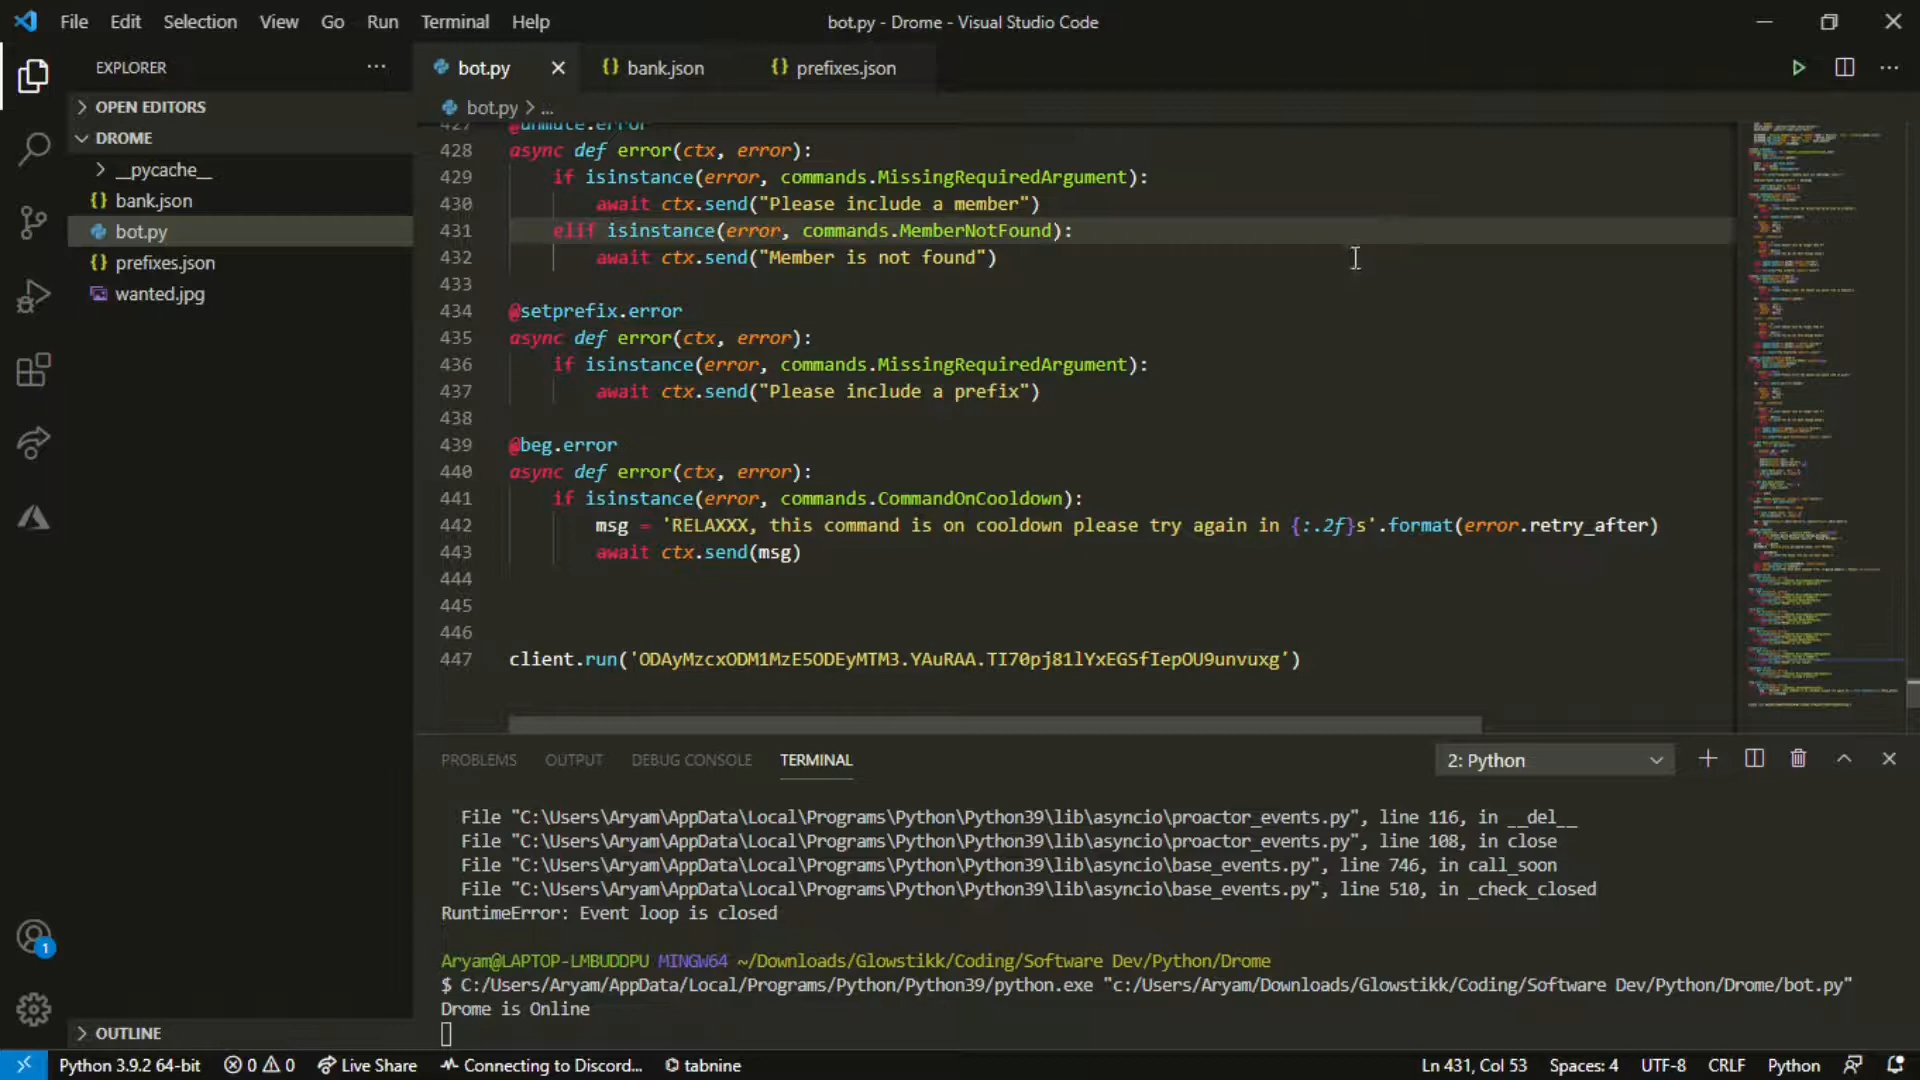 File Edit Selection View Go Run Terminal Help
bot.py - Drome - Visual Studio Code
EXPLORER
bot.py
bank.json
prefixes.json
OPEN EDITORS
bot.py > ...
DROME
__pycache__
bank.json
bot.py
prefixes.json
wanted.jpg
427 @unmute.error
428 async def error(ctx, error):
429 if isinstance(error, commands.MissingRequiredArgument):
430 await ctx.send("Please include a member")
431 elif isinstance(error, commands.MemberNotFound):
432 await ctx.send("Member is not found")
433
434 @setprefix.error
435 async def error(ctx, error):
436 if isinstance(error, commands.MissingRequiredArgument):
437 await ctx.send("Please include a prefix")
438
439 @beg.error
440 async def error(ctx, error):
441 if isinstance(error, commands.CommandOnCooldown):
442 msg = 'RELAXXX, this command is on cooldown please try again in {:.2f}s'.format(error.retry_after)
443 await ctx.send(msg)
444
445
446
447 client.run('ODAyMzcxODM1MzE5ODEyMTM3.YAuRAA.TI70pj81lYxEGSfIepOU9unvuxg')
PROBLEMS OUTPUT DEBUG CONSOLE TERMINAL
2: Python
File "C:\Users\Aryam\AppData\Local\Programs\Python\Python39\lib\asyncio\proactor_events.py", line 116, in __del__
File "C:\Users\Aryam\AppData\Local\Programs\Python\Python39\lib\asyncio\proactor_events.py", line 108, in close
File "C:\Users\Aryam\AppData\Local\Programs\Python\Python39\lib\asyncio\base_events.py", line 746, in call_soon
File "C:\Users\Aryam\AppData\Local\Programs\Python\Python39\lib\asyncio\base_events.py", line 510, in _check_closed
RuntimeError: Event loop is closed
Aryam@LAPTOP-LMBUDDPU MINGW64 ~/Downloads/Glowstikk/Coding/Software Dev/Python/Drome
$ C:/Users/Aryam/AppData/Local/Programs/Python/Python39/python.exe "c:/Users/Aryam/Downloads/Glowstikk/Coding/Software Dev/Python/Drome/bot.py"
Drome is Online
1
OUTLINE
Python 3.9.2 64-bit 0 0 Live Share Connecting to Discord... tabnine
Ln 431, Col 53 Spaces: 4 UTF-8 CRLF Python